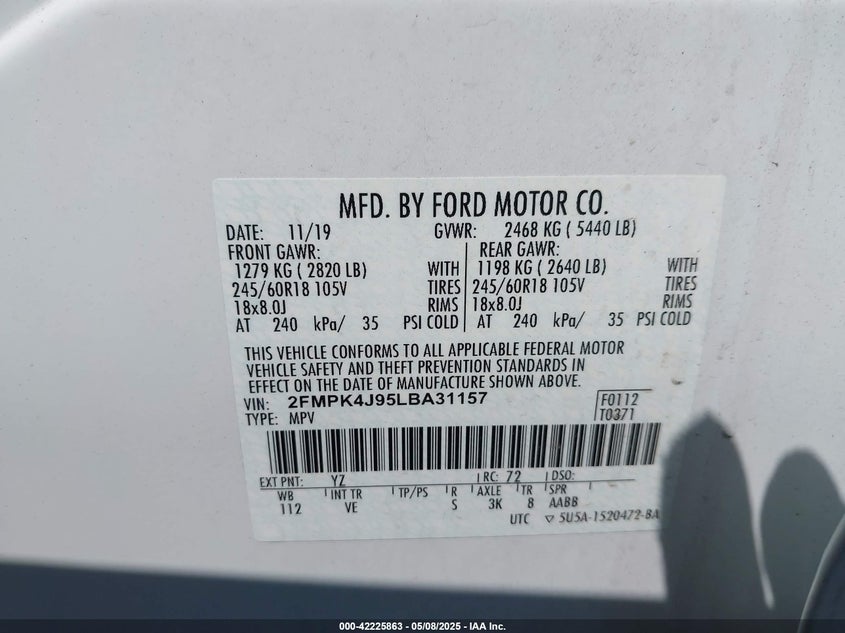 MFD. BY FORD MOTOR CO.
DATE: 11/19 GVWR: 2468 KG ( 5440 LB)
FRONT GAWR: REAR GAWR:
1279 KG ( 2820 LB) WITH 1198 KG ( 2640 LB) WITH
245/60R18 105V TIRES 245/60R18 105V TIRES
18x8.0J RIMS 18x8.0J RIMS
AT 240 kPa/ 35 PSI COLD AT 240 kPa/ 35 PSI COLD
THIS VEHICLE CONFORMS TO ALL APPLICABLE FEDERAL MOTOR
VEHICLE SAFETY AND THEFT PREVENTION STANDARDS IN
EFFECT ON THE DATE OF MANUFACTURE SHOWN ABOVE.
VIN: 2FMPK4J95LBA31157 F0112
TYPE: MPV T0371
EXT PNT: YZ RC: 72 DSO:
WB INT TR TP/PS R AXLE TR SPR
112 VE S 3K 8 AABB
UTC ▽ 5U5A-1520472-BA
000-42225863 - 05/08/2025 - IAA Inc.